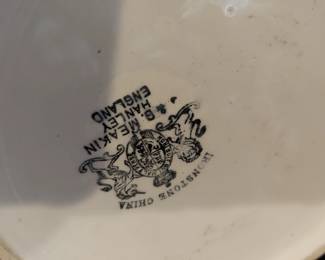 IRONSTONE CHINA
J & G. MEAKIN
HANLEY
ENGLAND